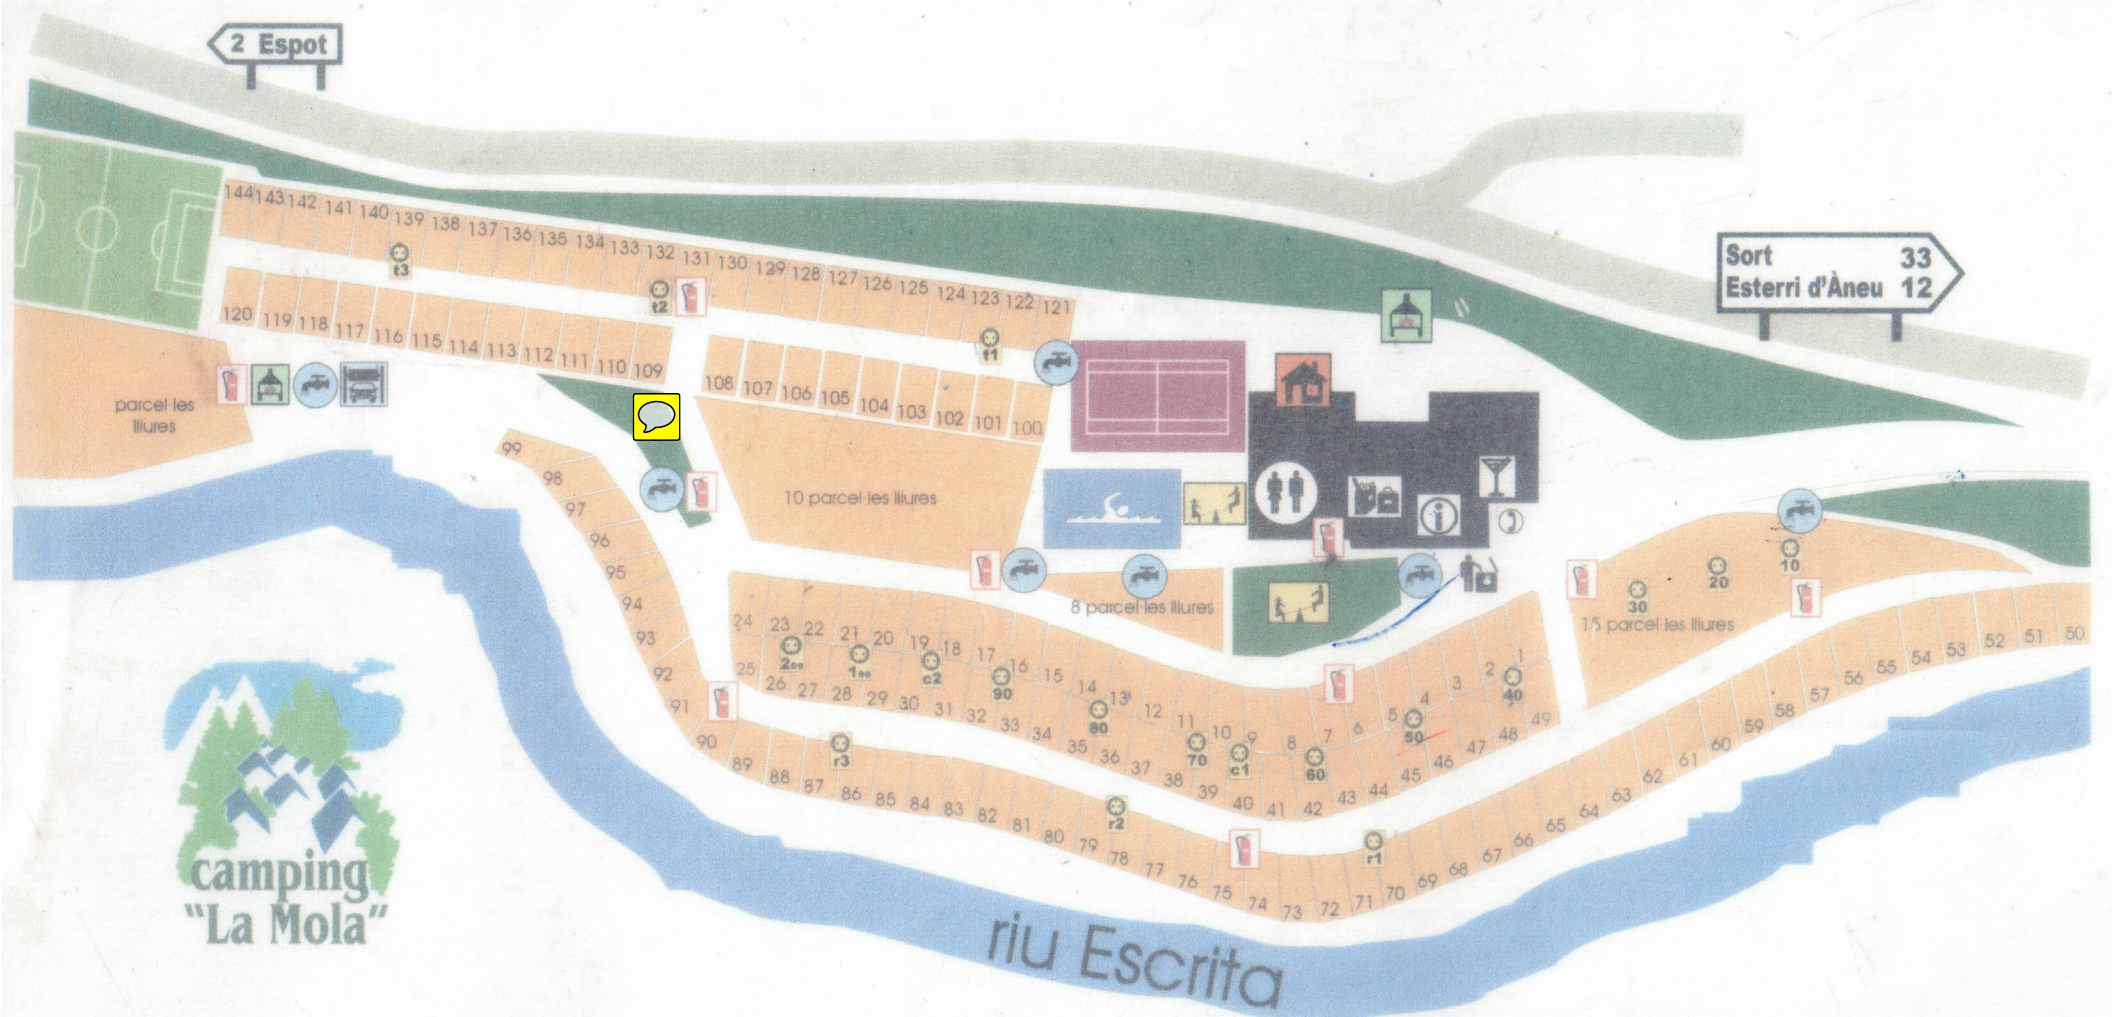 2 Espot
Sort 33
Esterri d'Àneu 12
144 143 142 141 140 139 138 137 136 135 134 133 132 131 130 129 128 127 126 125 124 123 122 121
t3
t2
t1
120 119 118 117 116 115 114 113 112 111 110 109
108 107 106 105 104 103 102 101 100
parcel·les
lliures
10 parcel·les lliures
8 parcel·les lliures
15 parcel·les lliures
10
20
30
99
98
97
96
95
94
93
92
91
90
24 23 22 21 20 19 18 17 16 15 14 13 12 11 10 9 8 7 6 5 4 3 2 1
200
100
c2
90
80
70
c1
60
50
40
25 26 27 28 29 30 31 32 33 34 35 36 37 38 39 40 41 42 43 44 45 46 47 48 49
r3
r2
r1
89 88 87 86 85 84 83 82 81 80 79 78 77 76 75 74 73 72 71 70 69 68 67 66 65 64 63 62 61 60 59 58 57 56 55 54 53 52 51 50
camping
"La Mola"
riu Escrita